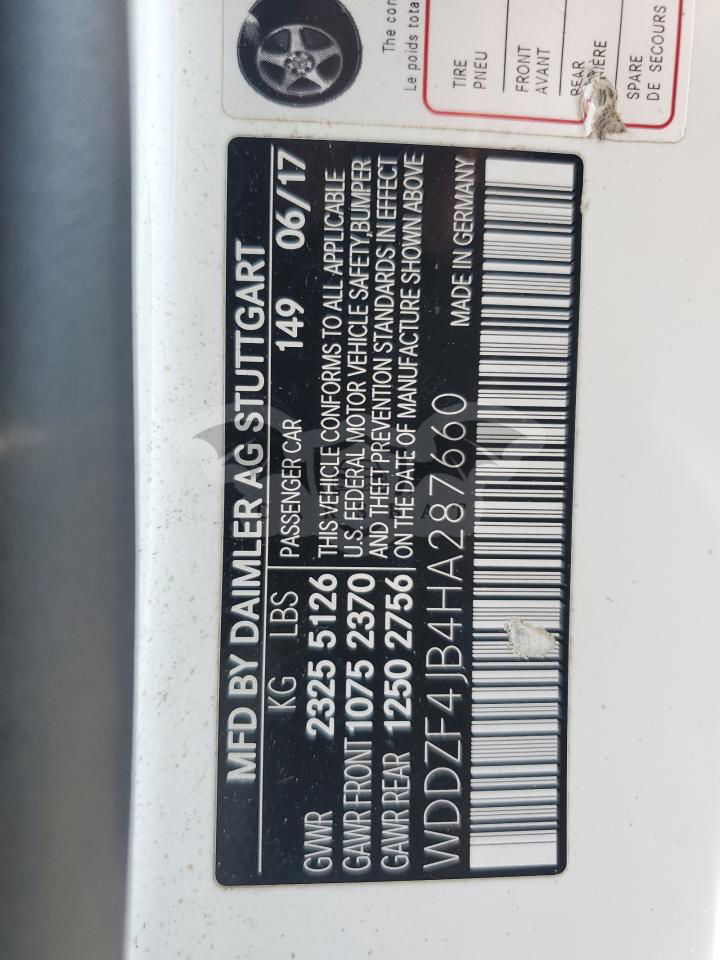 The con
Le poids tota
TIRE
PNEU
FRONT
AVANT
REAR
SPARE
DE SECOURS
MFD BY DAIMLER AG STUTTGART
KG LBS PASSENGER CAR 149 06/17
GVWR 2325 5126 THIS VEHICLE CONFORMS TO ALL APPLICABLE
GAWR FRONT 1075 2370 U.S. FEDERAL MOTOR VEHICLE SAFETY,BUMPER
GAWR REAR 1250 2756 AND THEFT PREVENTION STANDARDS IN EFFECT
ON THE DATE OF MANUFACTURE SHOWN ABOVE
WDDZF4JB4HA287660 MADE IN GERMANY